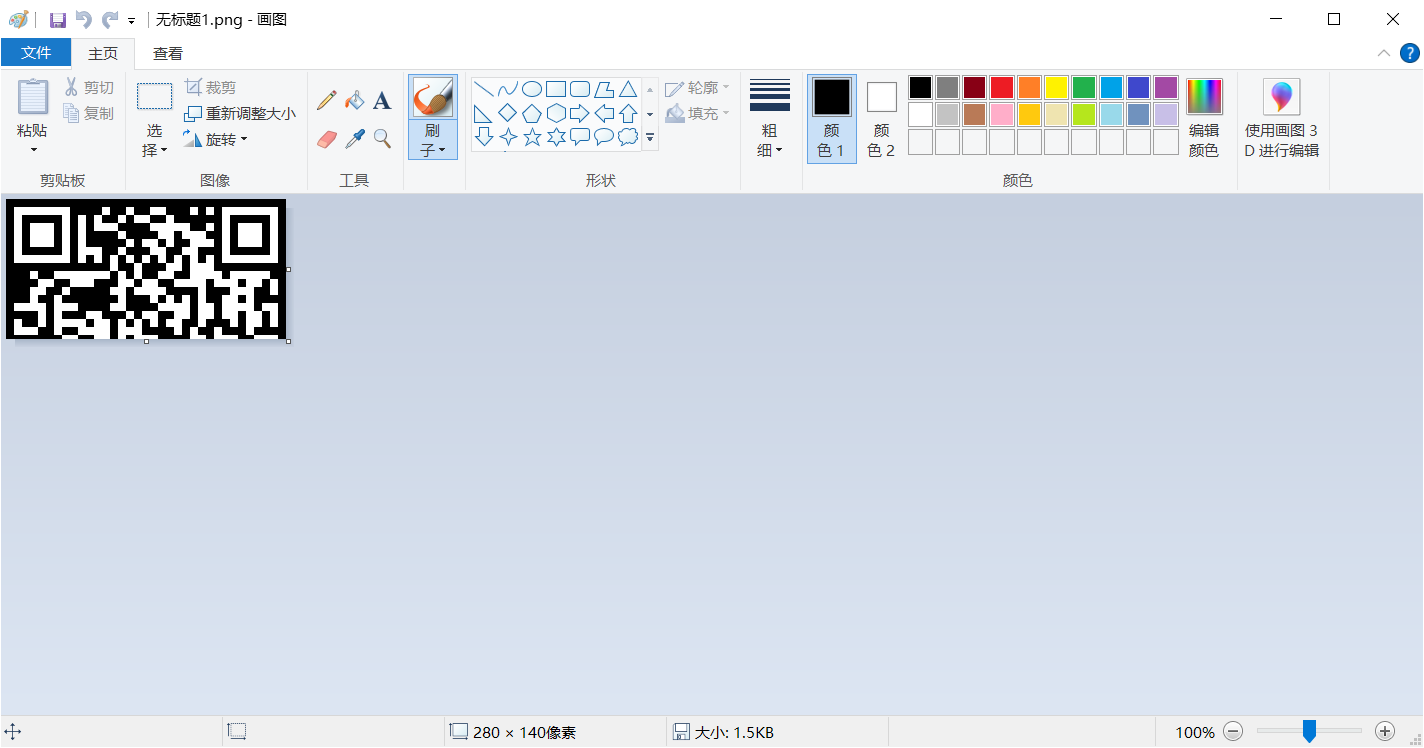 无标题1.png - 画图
文件 主页 查看
粘贴
剪切
复制
剪贴板
选择
裁剪
重新调整大小
旋转
图像
A
工具
刷子
形状
轮廓
填充
粗细
颜色 1
颜色 2
编辑颜色
颜色
使用画图 3
D 进行编辑
?
280 × 140像素
大小: 1.5KB
100%